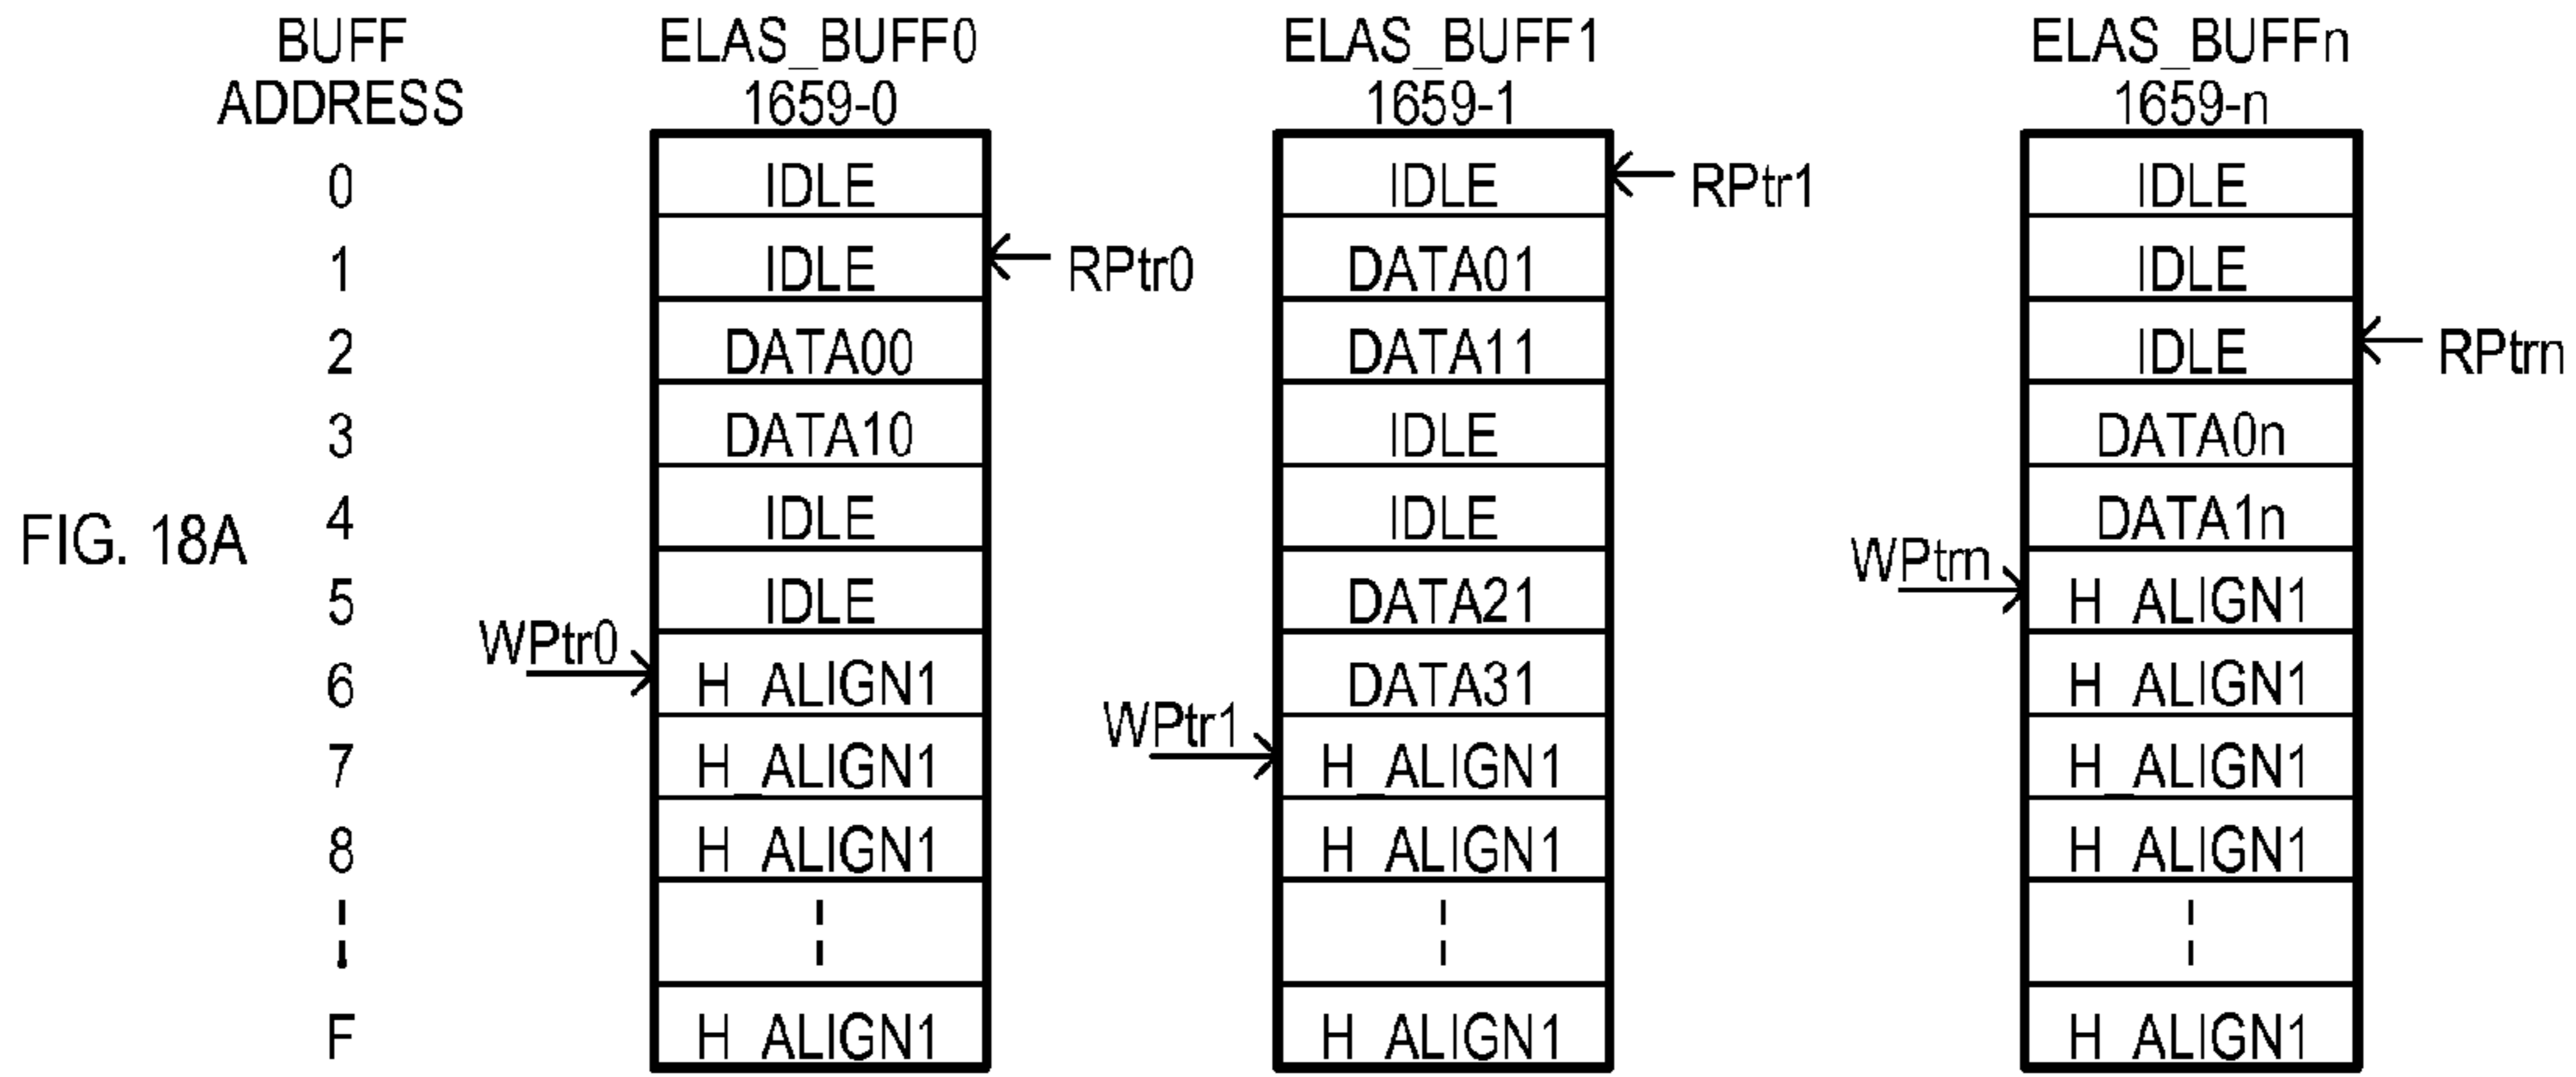 BUFF ADDRESS ELAS_BUFF0 1659-0 ELAS_BUFF1 1659-1 ELAS_BUFFn 1659-n
0 IDLE IDLE RPtr1 IDLE
1 IDLE RPtr0 DATA01 IDLE
2 DATA00 DATA11 IDLE RPtrn
3 DATA10 IDLE DATA0n
FIG. 18A 4 IDLE IDLE DATA1n
5 IDLE DATA21 WPtrn H_ALIGN1
WPtr0 6 H_ALIGN1 DATA31 H_ALIGN1
7 H_ALIGN1 WPtr1 H_ALIGN1 H_ALIGN1
8 H_ALIGN1 H_ALIGN1 H_ALIGN1
F H_ALIGN1 H_ALIGN1 H_ALIGN1